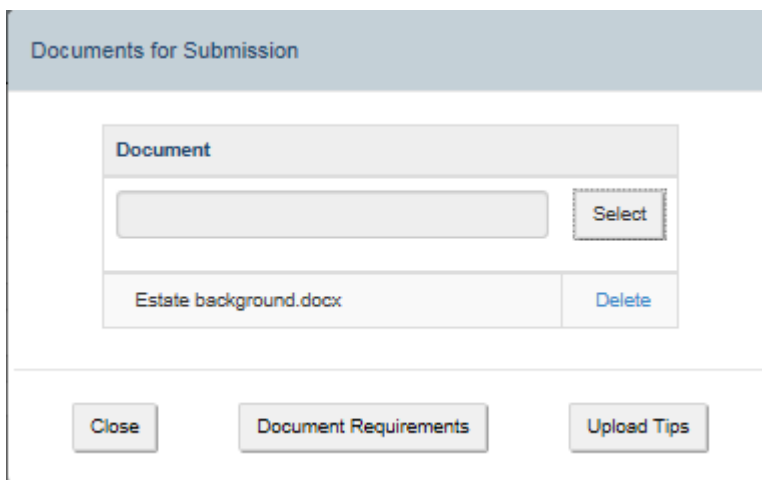 Documents for Submission
Document
Select
Estate background.docx Delete
Close Document Requirements Upload Tips